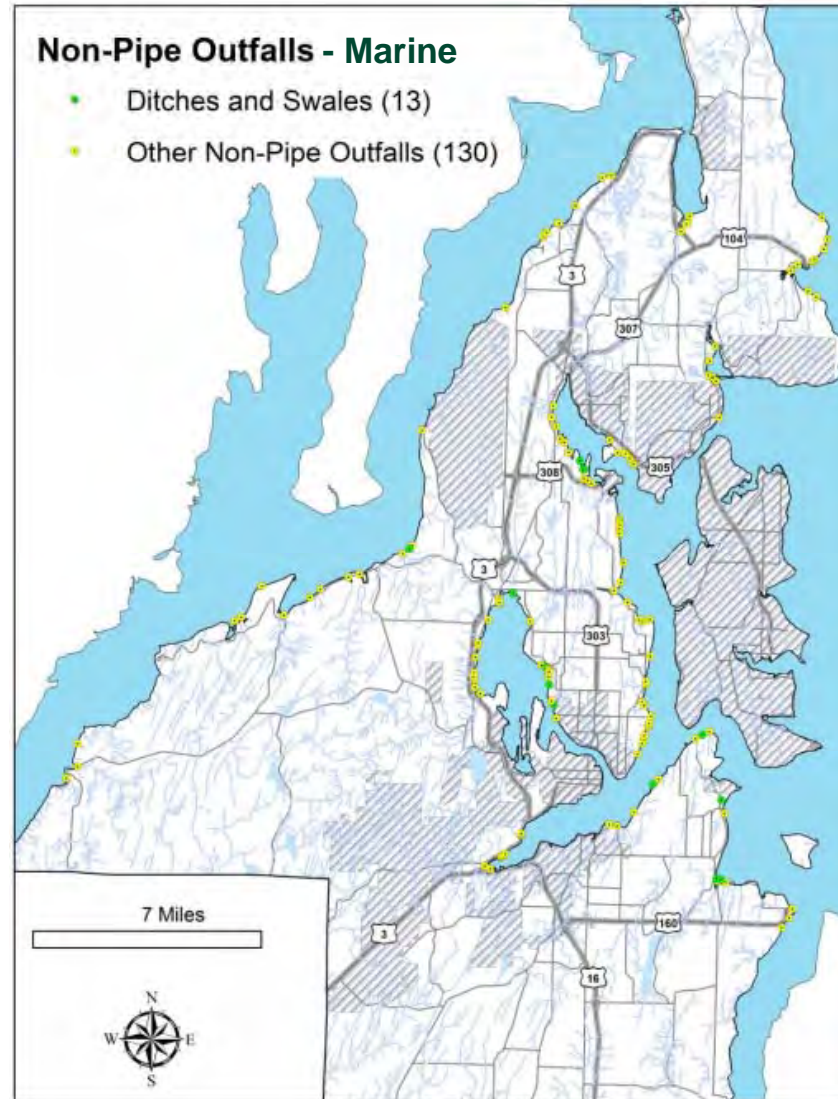 Non-Pipe Outfalls - Marine
Ditches and Swales (13)
Other Non-Pipe Outfalls (130)
104
3
307
308
305
3
303
7 Miles
3
160
16
N
W E
S